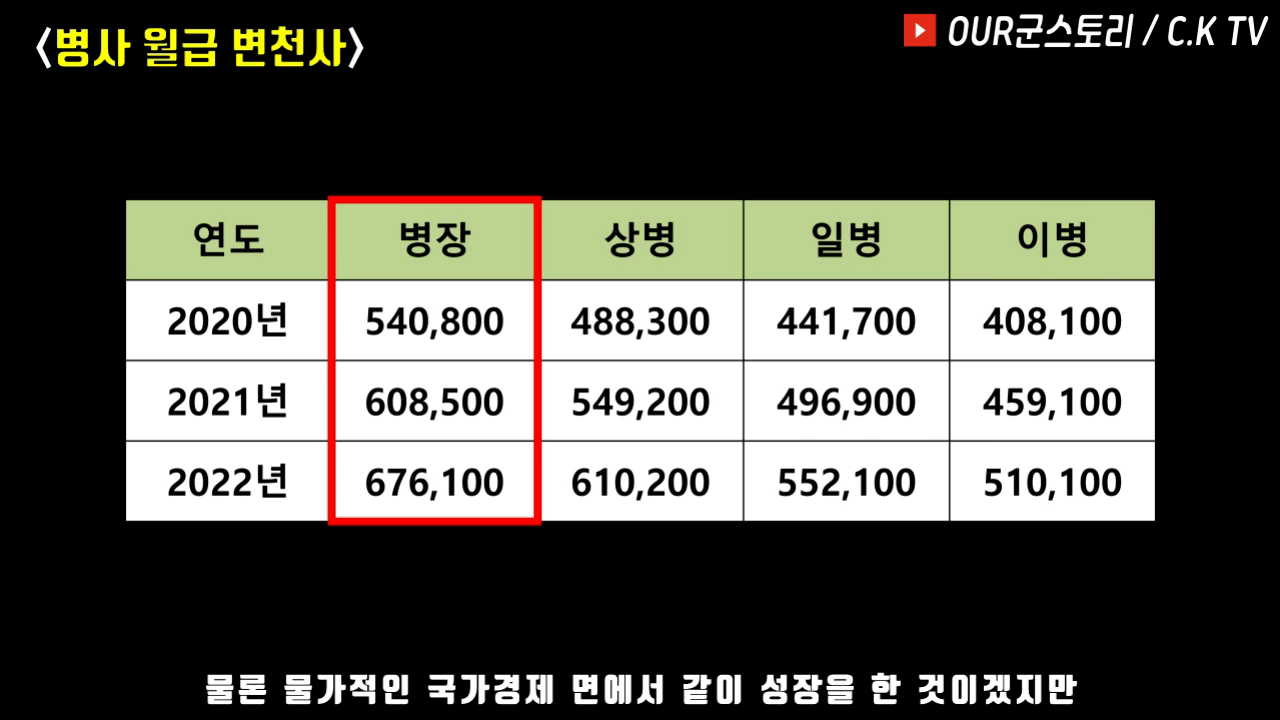 〈병사 월급 변천사〉
OUR군스토리 / C.K TV
연도 병장 상병 일병 이병
2020년 540,800 488,300 441,700 408,100
2021년 608,500 549,200 496,900 459,100
2022년 676,100 610,200 552,100 510,100
물론 물가적인 국가경제 면에서 같이 성장을 한 것이겠지만